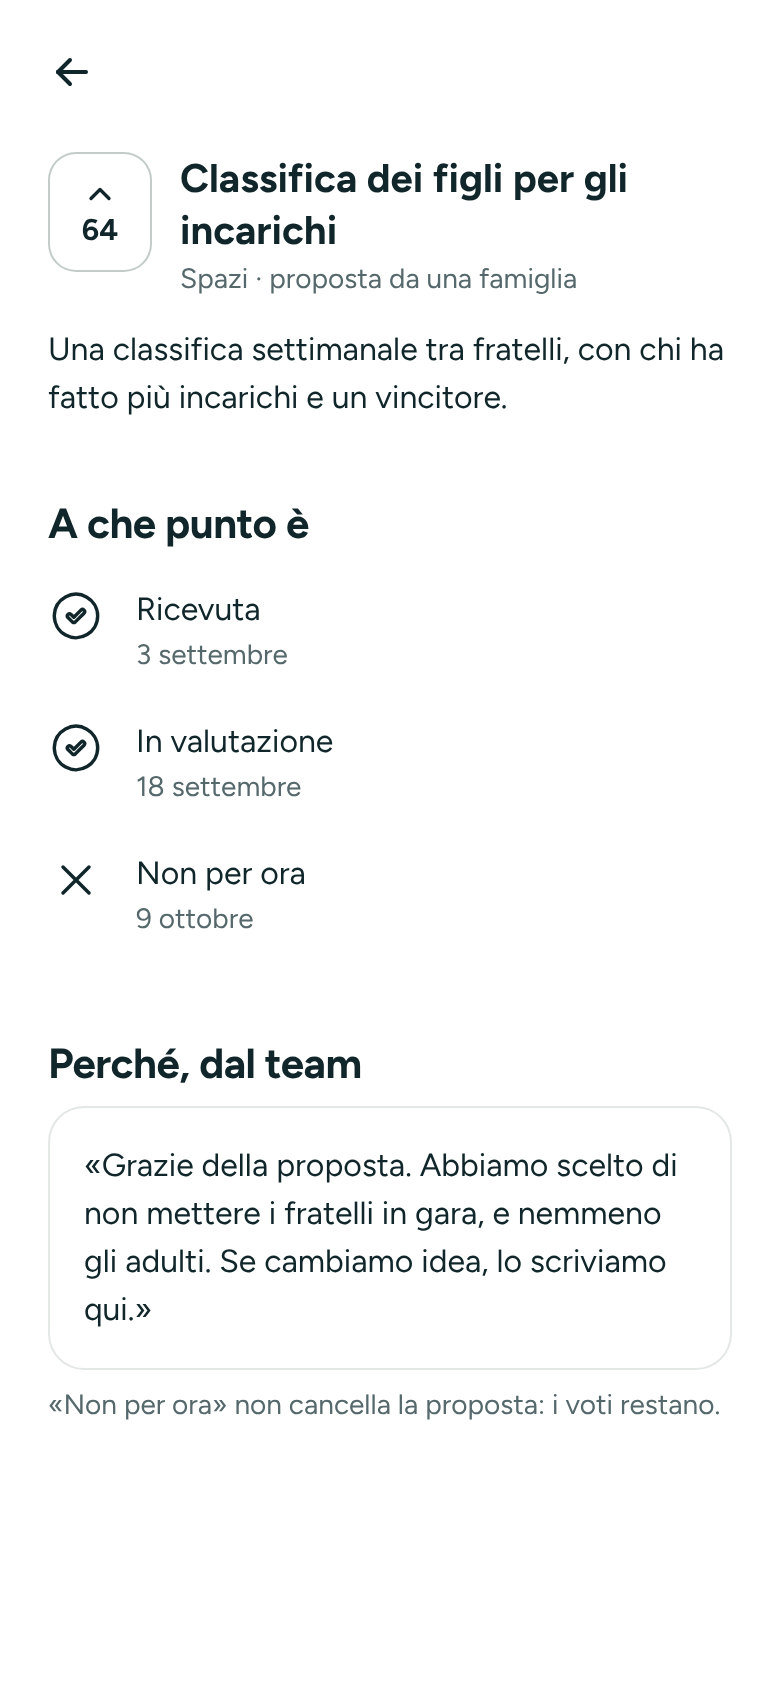 64
Classifica dei figli per gli
incarichi
Spazi · proposta da una famiglia
Una classifica settimanale tra fratelli, con chi ha
fatto più incarichi e un vincitore.
A che punto è
Ricevuta
3 settembre
In valutazione
18 settembre
Non per ora
9 ottobre
Perché, dal team
«Grazie della proposta. Abbiamo scelto di
non mettere i fratelli in gara, e nemmeno
gli adulti. Se cambiamo idea, lo scriviamo
qui.»
«Non per ora» non cancella la proposta: i voti restano.